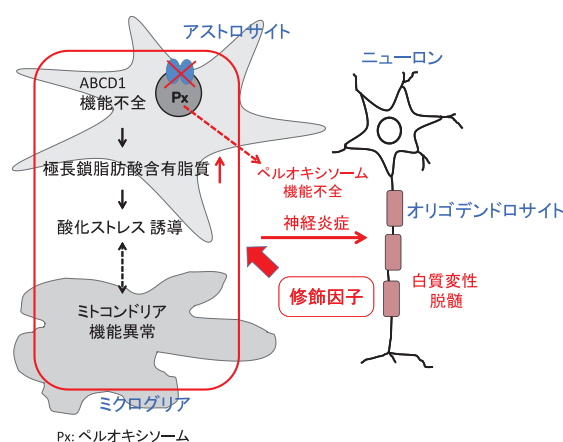 アストロサイト
ABCD1
機能不全
Px
極長鎖脂肪酸含有脂質
酸化ストレス 誘導
ミトコンドリア
機能異常
ミクログリア
Px: ペルオキシソーム
ペルオキシソーム
機能不全
神経炎症
修飾因子
ニューロン
オリゴデンドロサイト
白質変性
脱髄